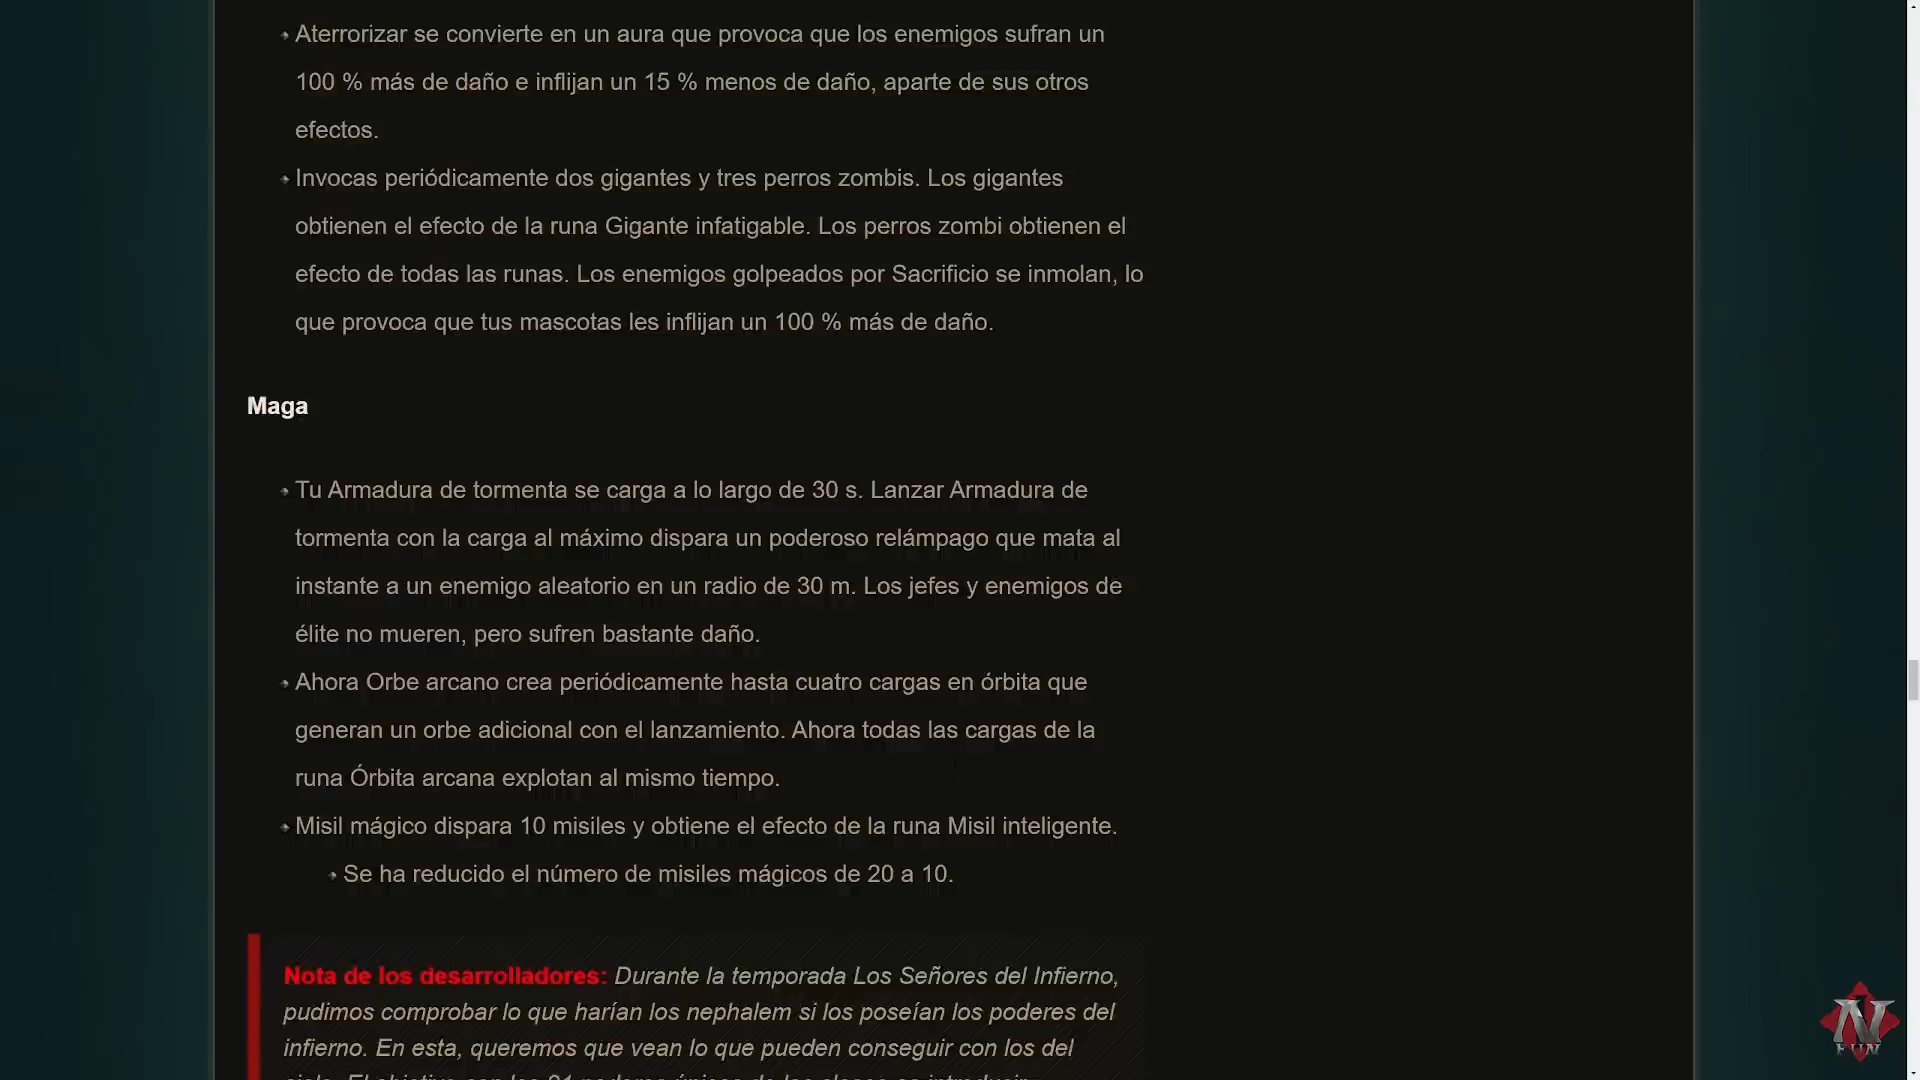 Aterrorizar se convierte en un aura que provoca que los enemigos sufran un
100 % más de daño e inflijan un 15 % menos de daño, aparte de sus otros
efectos.
Invocas periódicamente dos gigantes y tres perros zombis. Los gigantes
obtienen el efecto de la runa Gigante infatigable. Los perros zombi obtienen el
efecto de todas las runas. Los enemigos golpeados por Sacrificio se inmolan, lo
que provoca que tus mascotas les inflijan un 100 % más de daño.
Maga
Tu Armadura de tormenta se carga a lo largo de 30 s. Lanzar Armadura de
tormenta con la carga al máximo dispara un poderoso relámpago que mata al
instante a un enemigo aleatorio en un radio de 30 m. Los jefes y enemigos de
élite no mueren, pero sufren bastante daño.
Ahora Orbe arcano crea periódicamente hasta cuatro cargas en órbita que
generan un orbe adicional con el lanzamiento. Ahora todas las cargas de la
runa Órbita arcana explotan al mismo tiempo.
Misil mágico dispara 10 misiles y obtiene el efecto de la runa Misil inteligente.
Se ha reducido el número de misiles mágicos de 20 a 10.
Nota de los desarrolladores: Durante la temporada Los Señores del Infierno,
pudimos comprobar lo que harían los nephalem si los poseían los poderes del
infierno. En esta, queremos que vean lo que pueden conseguir con los del
N
FUN